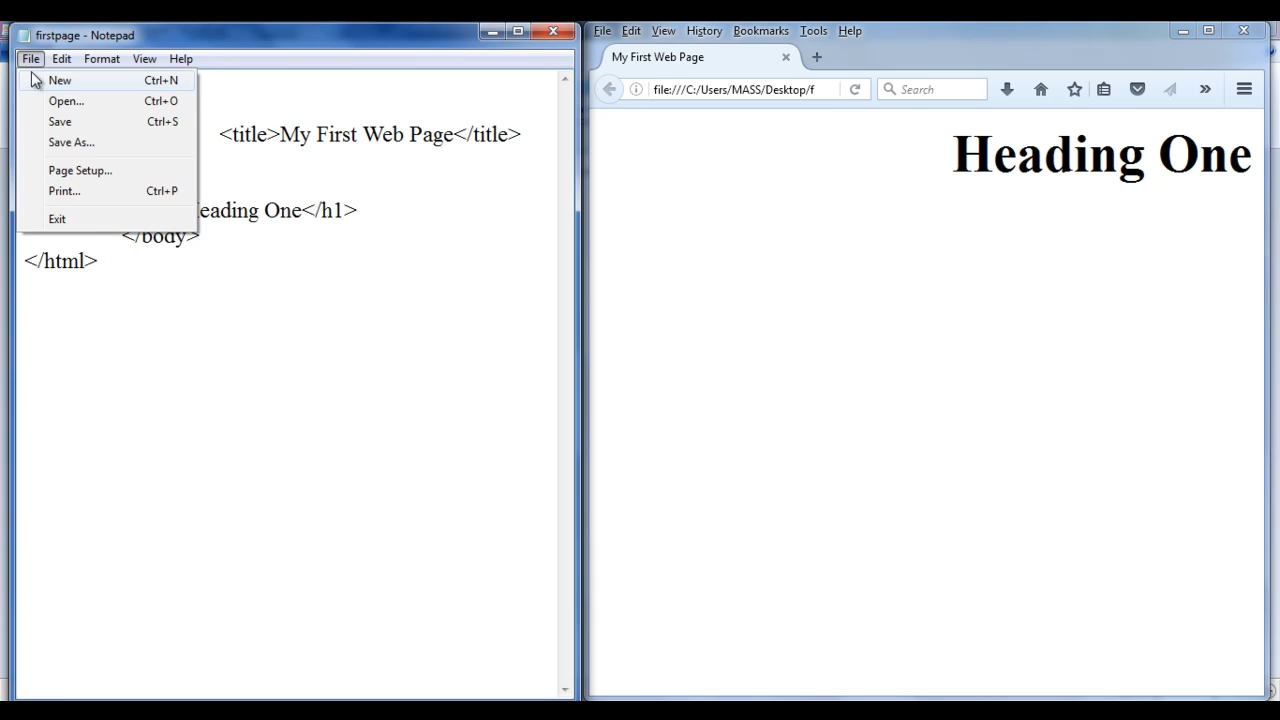 firstpage - Notepad
File Edit Format View Help
New Ctrl+N
Open... Ctrl+O
Save Ctrl+S
Save As...
Page Setup...
Print... Ctrl+P
Exit
<title>My First Web Page</title>
eading One</h1>
</body>
</html>
File Edit View History Bookmarks Tools Help
My First Web Page
file:///C:/Users/MASS/Desktop/f
Search
Heading One